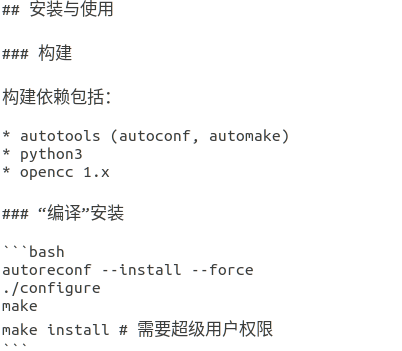 ## 安装与使用
### 构建
构建依赖包括：
* autotools (autoconf, automake)
* python3
* opencc 1.x
### “编译”安装
```bash
autoreconf --install --force
./configure
make
make install # 需要超级用户权限
```